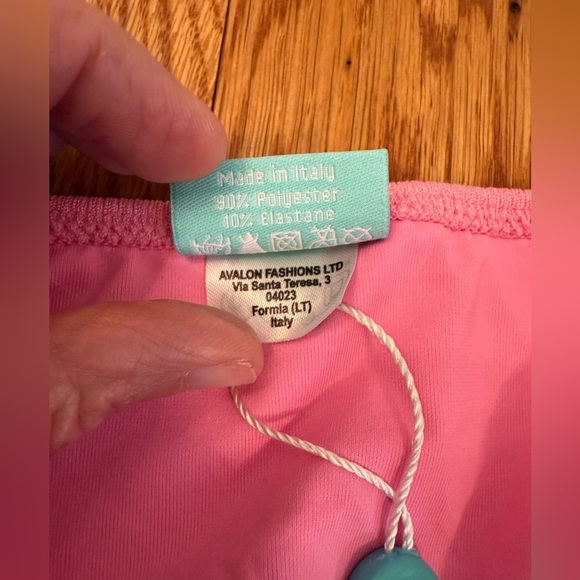 Made in Italy
90% Polyester
10% Elastane
AVALON FASHIONS LTD
Via Santa Teresa, 3
04023
Formia (LT)
Italy